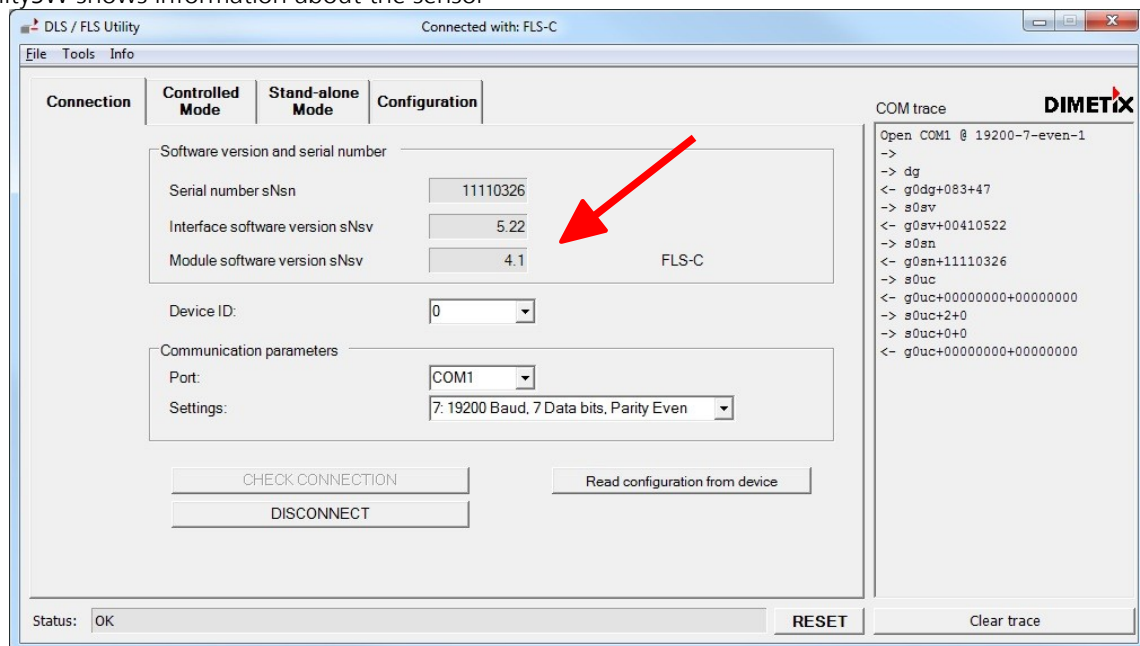 shows information about the sensor
DLS / FLS Utility
Connected with: FLS-C
File Tools Info
Connection
Controlled Mode
Stand-alone Mode
Configuration
Software version and serial number
Serial number sNsn 11110326
Interface software version sNsv 5.22
Module software version sNsv 4.1 FLS-C
Device ID: 0
Communication parameters
Port: COM1
Settings: 7: 19200 Baud, 7 Data bits, Parity Even
CHECK CONNECTION
Read configuration from device
DISCONNECT
Status: OK
RESET
COM trace
DIMETIX
Open COM1 @ 19200-7-even-1
->
-> dg
<- g0dg+083+47
-> s0sv
<- g0sv+00410522
-> s0sn
<- g0sn+11110326
-> s0uc
<- g0uc+00000000+00000000
-> s0uc+2+0
-> s0uc+0+0
<- g0uc+00000000+00000000
Clear trace